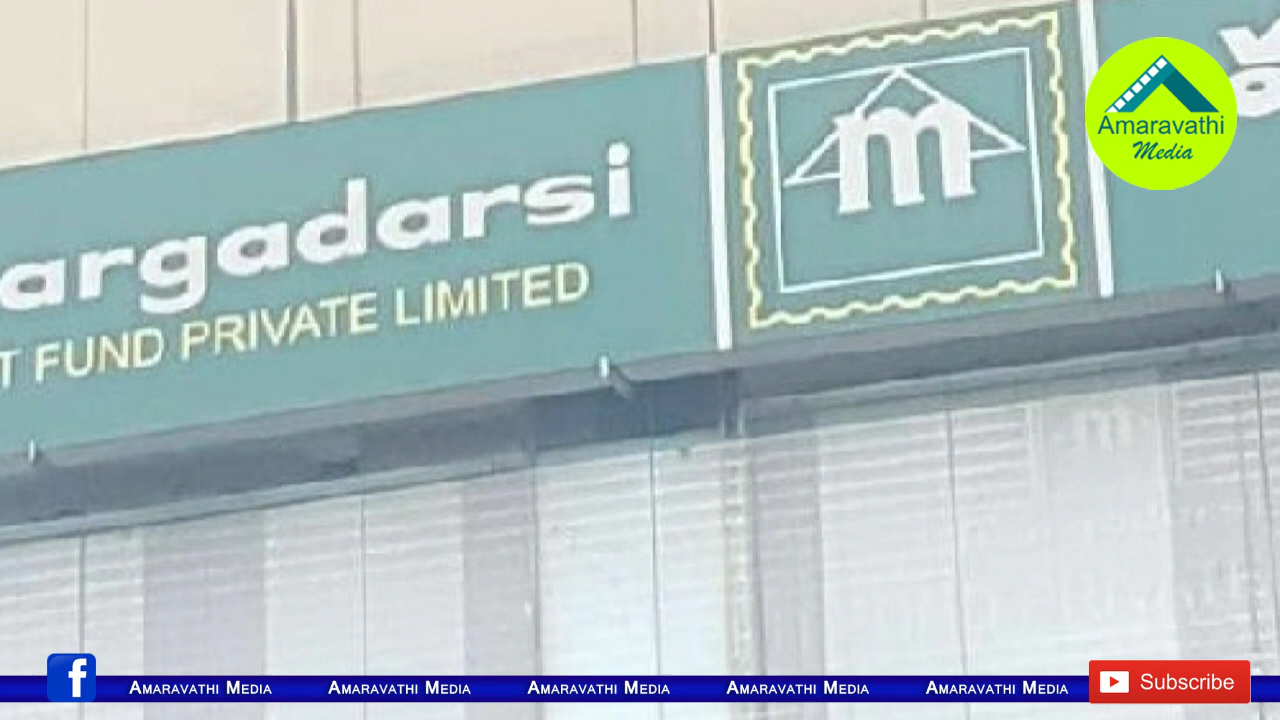 argadarsi
T FUND PRIVATE LIMITED
m
Amaravathi
Media
f
Amaravathi Media Amaravathi Media Amaravathi Media Amaravathi Media Amaravathi Media
Subscribe